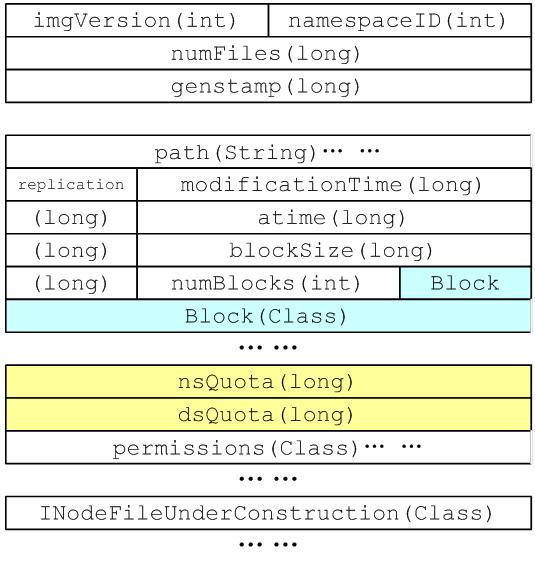 imgVersion(int) namespaceID(int)
numFiles(long)
genstamp(long)
path(String)… …
replication modificationTime(long)
(long) atime(long)
(long) blockSize(long)
(long) numBlocks(int) Block
Block(Class)
… …
nsQuota(long)
dsQuota(long)
permissions(Class)… …
… …
INodeFileUnderConstruction(Class)
… …